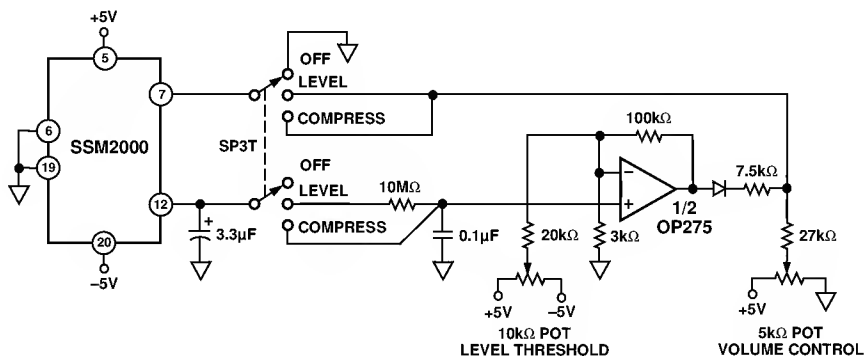 +5V
5
OFF
7
LEVEL
COMPRESS
6
SSM2000
SP3T
19
100kΩ
OFF
LEVEL
10MΩ
12
COMPRESS
−
+
1/2
OP275
7.5kΩ
+
3.3μF
0.1μF
20kΩ
3kΩ
27kΩ
20
−5V
+5V
−5V
10kΩ POT
LEVEL THRESHOLD
+5V
5kΩ POT
VOLUME CONTROL